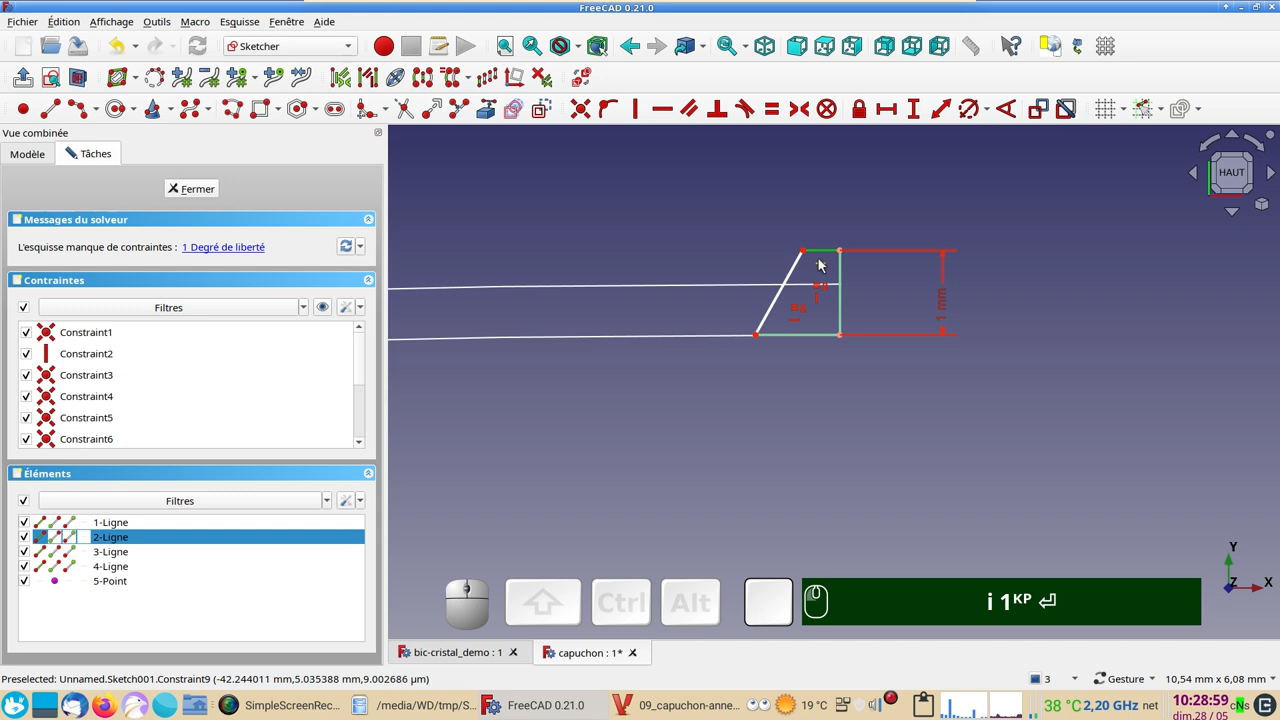 FreeCAD 0.21.0
Fichier Édition Affichage Outils Macro Esquisse Fenêtre Aide
Sketcher
Vue combinée
Modèle Tâches
Fermer
Messages du solveur
L'esquisse manque de contraintes : 1 Degré de liberté
Contraintes
Filtres
Constraint1
Constraint2
Constraint3
Constraint4
Constraint5
Constraint6
Éléments
Filtres
1-Ligne
2-Ligne
3-Ligne
4-Ligne
5-Point
HAUT
1 mm
Y
Z
X
Ctrl Alt
i 1ᴷᴾ ⏎
bic-cristal_demo : 1 capuchon : 1*
Preselected: Unnamed.Sketch001.Constraint9 (-42.244011 mm,5.035388 mm,9.002686 µm) 3 Gesture 10,54 mm x 6,08 mm
SimpleScreenRec... /media/WD/tmp/S... FreeCAD 0.21.0 09_capuchon-anne... 19 °C 38 °C 2,20 GHz net 10:28:59 cNs
dim. 28 / 05